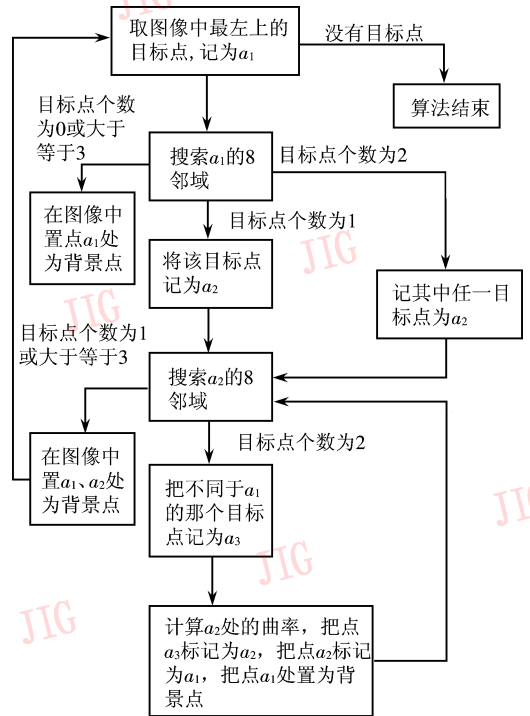 JIG
取图像中最左上的
目标点,记为a₁
没有目标点
算法结束
目标点个数
为0或大于
等于3
搜索a₁的8
邻域
目标点个数为2
在图像中
置点a₁处
为背景点
目标点个数为1
JIG
将该目标点
记为a₂
记其中任一目
标点为a₂
JIG
目标点个数为1
或大于等于3
搜索a₂的8
邻域
目标点个数为2
在图像中
置a₁、a₂处
为背景点
把不同于a₁
的那个目标
点记为a₃
JIG
JIG
JIG
计算a₂处的曲率，把点
a₃标记为a₂，把点a₂标记
为a₁，把点a₁处置为背
景点